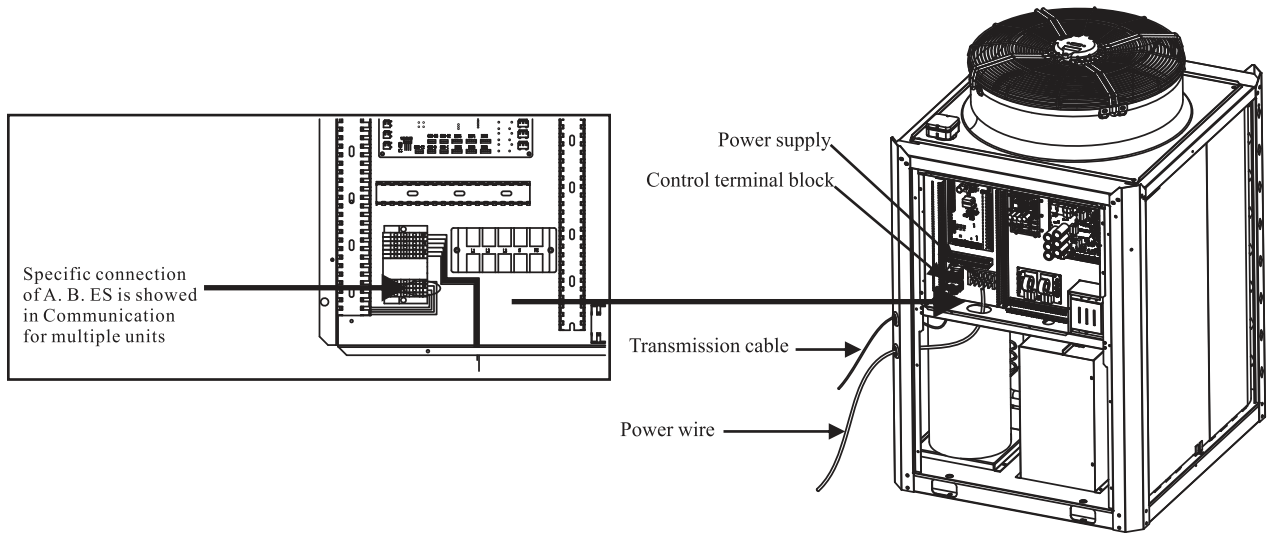 Power supply
Control terminal block
Specific connection
of A. B. ES is showed
in Communication
for multiple units
Transmission cable
Power wire